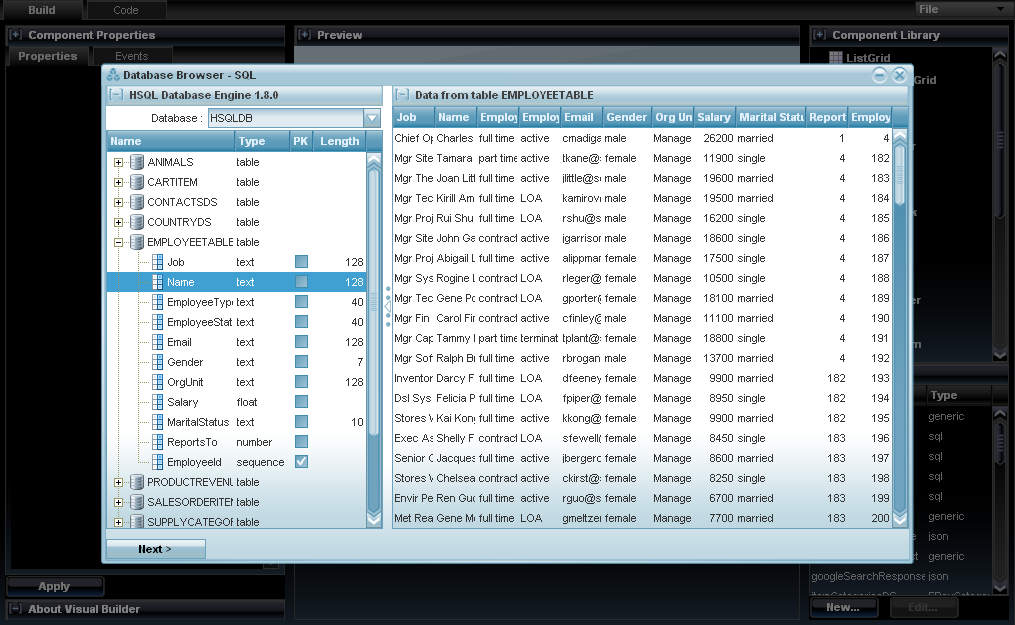 Build Code File
Component Properties
Preview
Component Library
Properties Events
ListGrid
Grid
Database Browser - SQL
HSQL Database Engine 1.8.0
Data from table EMPLOYEETABLE
Database : HSQLDB
Name Type PK Length
Job Name Employ Employ Email Gender Org Un Salary Marital Statu Report Employ
ANIMALS table
CARTITEM table
CONTACTSDS table
COUNTRYDS table
EMPLOYEETABLE table
Job text 128
Name text 128
EmployeeType text 40
EmployeeStat text 40
Email text 128
Gender text 7
OrgUnit text 128
Salary float
MaritalStatus text 10
ReportsTo number
EmployeeId sequence
PRODUCTREVENU table
SALESORDERITEM table
SUPPLYCATEGOR table
Chief Op Charles full time active cmadiga male Manage 26200 married 1 4
Mgr Site Tamara part time active tkane@s female Manage 11900 single 4 182
Mgr The Joan Litt full time active jlittle@so male Manage 19600 married 4 183
Mgr Tec Kirill Am full time LOA kamirov male Manage 19500 married 4 184
Mgr Proj Rui Shu full time LOA rshu@s male Manage 16200 single 4 185
Mgr Site John Ga contract active jgarrisor male Manage 18600 single 4 186
Mgr Proj Abigail L full time active alippmar female Manage 17500 single 4 187
Mgr Sys Rogine L contract LOA rleger@ female Manage 10500 single 4 188
Mgr Tec Gene Po contract LOA gporter@ female Manage 18100 married 4 189
Mgr Fin Carol Fin contract active cfinley@ male Manage 11100 married 4 190
Mgr Cap Tammy I part time terminat tplant@s female Manage 18800 single 4 191
Mgr Sof Ralph Br full time active rbrogan male Manage 13700 married 4 192
Inventor Darcy F full time LOA dfeeney female Manage 9900 married 182 193
Dsl Sys Felicia P full time LOA fpiper@ female Manage 8950 single 182 194
Stores V Kai Kong full time active kkong@ female Manage 9900 married 182 195
Exec As Shelly F contract LOA sfewell( female Manage 8450 single 183 196
Senior C Jacques full time active jbergero female Manage 8600 married 183 197
Stores V Chelsea contract active ckirst@ female Manage 8250 single 183 198
Envir Pe Ren Guo full time active rguo@s female Manage 6700 married 183 199
Met Rea Gene Mo full time LOA gmeltze female Manage 7700 married 183 200
Next >
Type
generic
sql
sql
sql
sql
generic
json
generic
googleSearchResponse json
Apply
About Visual Builder
New... Edit...